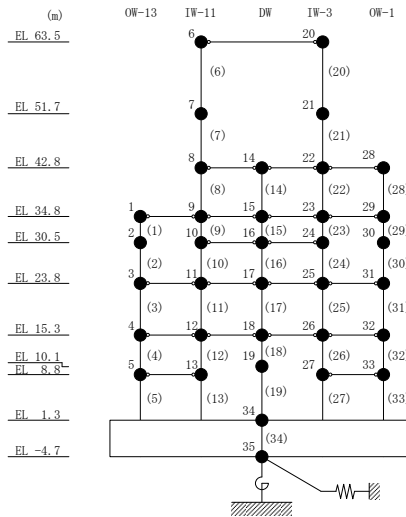 (m) OW-13 IW-11 DW IW-3 OW-1
EL 63.5 6 20
(6) (20)
EL 51.7 7 21
(7) (21)
EL 42.8 8 14 22 28
(8) (14) (22) (28)
EL 34.8 1 9 15 23 29
(1) (9) (15) (23) (29)
EL 30.5 2 10 16 24 30
(2) (10) (16) (24) (30)
EL 23.8 3 11 17 25 31
(3) (11) (17) (25) (31)
EL 15.3 4 12 18 26 32
(4) (12) (18) (26) (32)
EL 10.1 19
EL 8.8 5 13 27 33
(5) (13) (19) (27) (33)
EL 1.3 34
(34)
EL -4.7 35